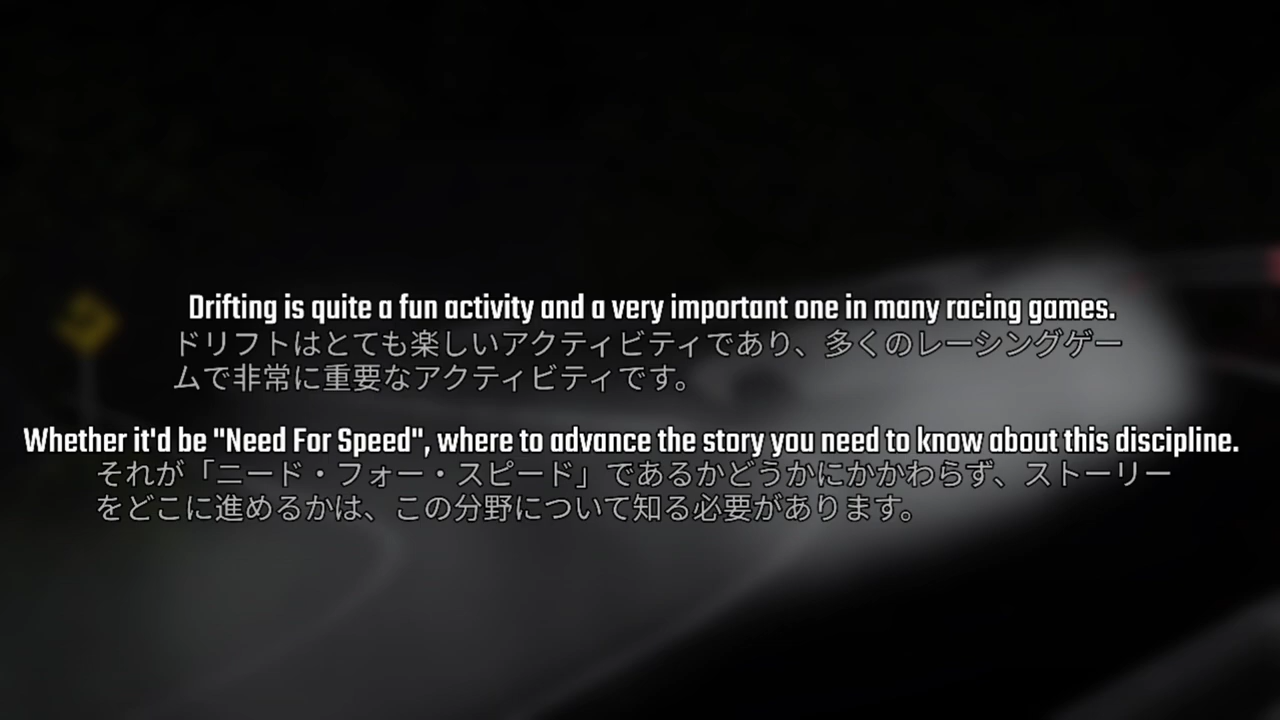 Drifting is quite a fun activity and a very important one in many racing games.
ドリフトはとても楽しいアクティビティであり、多くのレーシングゲー
ムで非常に重要なアクティビティです。
Whether it'd be "Need For Speed", where to advance the story you need to know about this discipline.
それが「ニード・フォー・スピード」であるかどうかにかかわらず、ストーリー
をどこに進めるかは、この分野について知る必要があります。